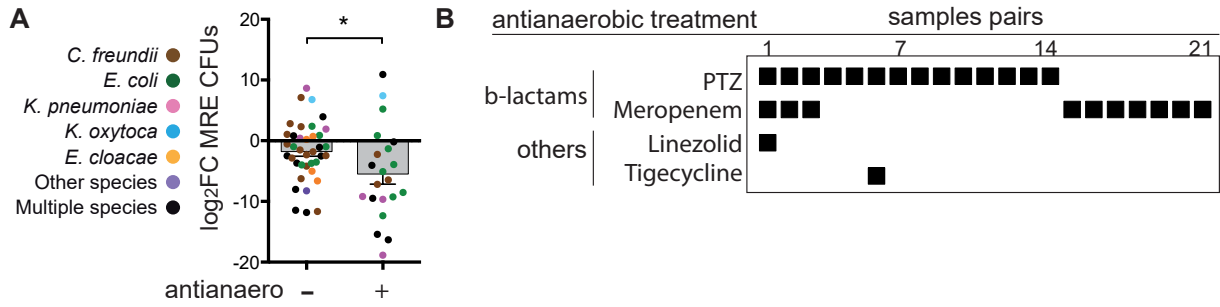 A
C. freundii
E. coli
K. pneumoniae
K. oxytoca
E. cloacae
Other species
Multiple species
log2FC MRE CFUs
20
10
0
-10
-20
*
antianaero – +
B
antianaerobic treatment
samples pairs
1 7 14 21
b-lactams
PTZ
Meropenem
others
Linezolid
Tigecycline